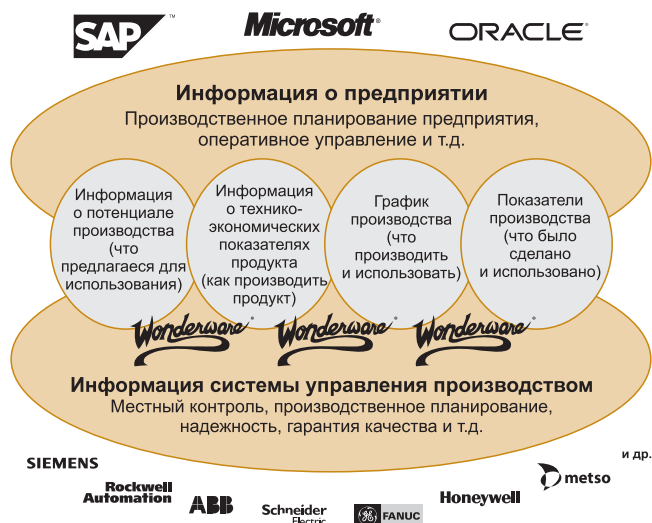 SAP ™
Microsoft®
ORACLE®
Информация о предприятии
Производственное планирование предприятия,
оперативное управление и т.д.
Информация
о потенциале
производства
(что
предлагаеся для
использования)
Информация
о технико-
экономических
показателях
продукта
(как производить
продукт)
График
производства
(что
производить
и использовать)
Показатели
производства
(что было
сделано
и использовано)
Wonderware®
Wonderware®
Wonderware®
Информация системы управления производством
Местный контроль, производственное планирование,
надежность, гарантия качества и т.д.
SIEMENS
Rockwell
Automation
ABB
Schneider
Electric
GE FANUC
Honeywell
metso
и др.